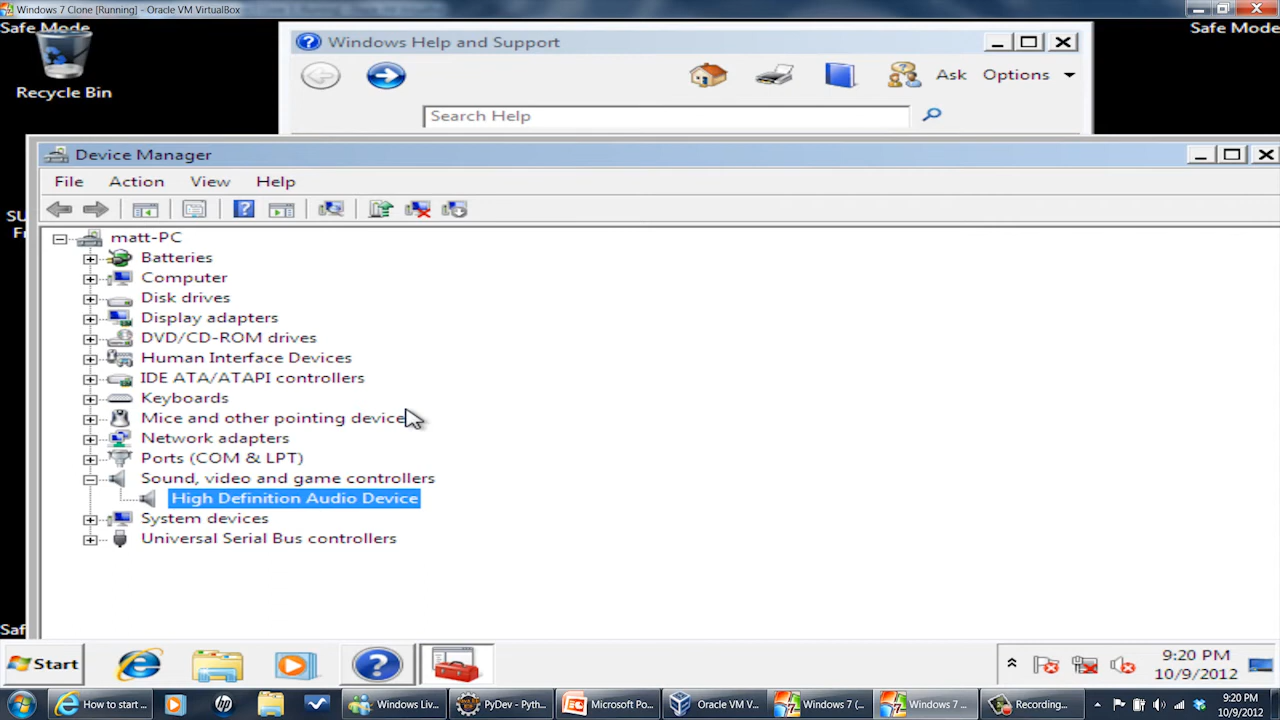 Windows 7 Clone [Running] - Oracle VM VirtualBox
Safe Mode
Safe Mode
Recycle Bin
Windows Help and Support
Ask
Options
Search Help
Device Manager
File Action View Help
matt-PC
Batteries
Computer
Disk drives
Display adapters
DVD/CD-ROM drives
Human Interface Devices
IDE ATA/ATAPI controllers
Keyboards
Mice and other pointing device
Network adapters
Ports (COM & LPT)
Sound, video and game controllers
High Definition Audio Device
System devices
Universal Serial Bus controllers
SU
Fr
Saf
Start
9:20 PM
10/9/2012
How to start ...
Windows Liv...
PyDev - Pyth...
Microsoft Po...
Oracle VM V...
Windows 7 (...
Windows 7 ...
Recording...
9:20 PM
10/9/2012